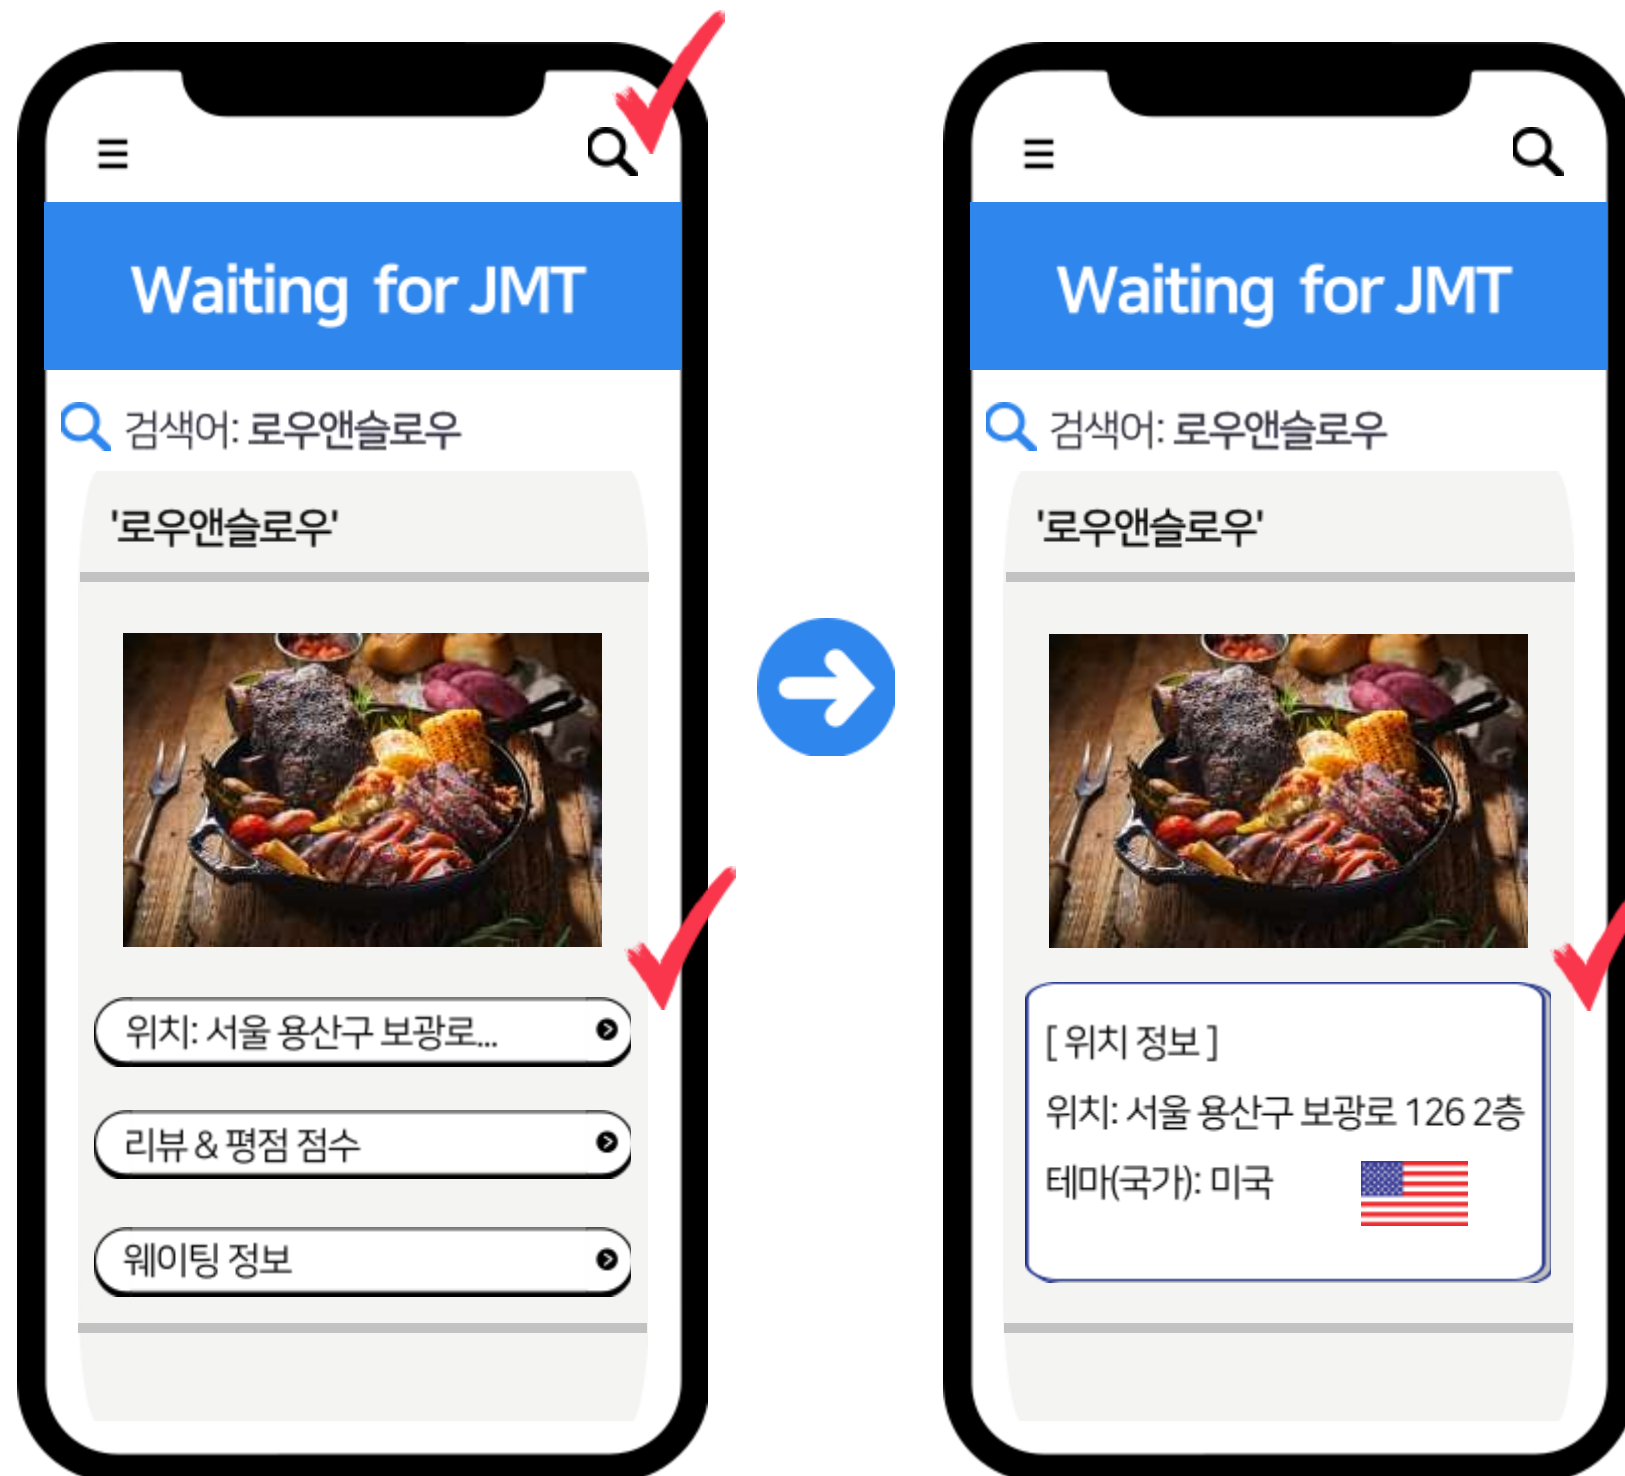 Waiting for JMT
검색어: 로우앤슬로우
'로우앤슬로우'
위치: 서울 용산구 보광로...
리뷰 & 평점 점수
웨이팅 정보
Waiting for JMT
검색어: 로우앤슬로우
'로우앤슬로우'
[ 위치 정보 ]
위치: 서울 용산구 보광로 126 2층
테마(국가): 미국